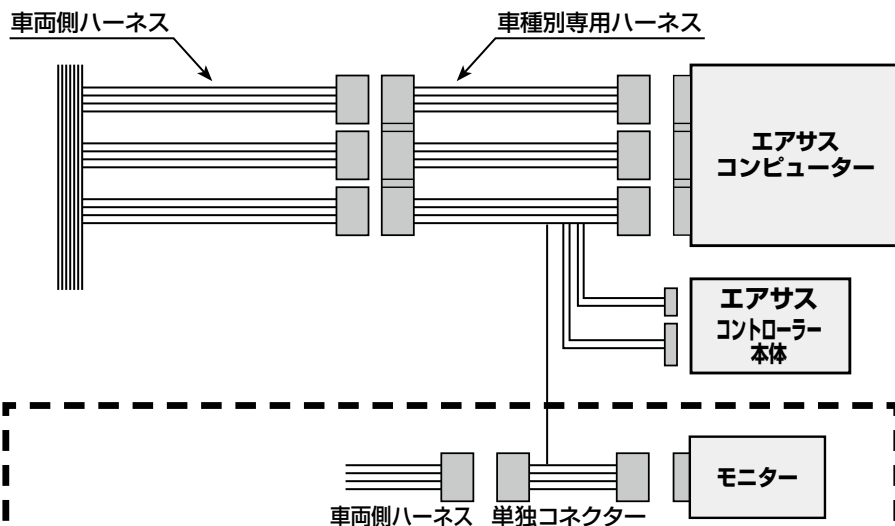 車両側ハーネス
車種別専用ハーネス
エアサス
コンピューター
エアサス
コントローラー
本体
モニター
車両側ハーネス
単独コネクター